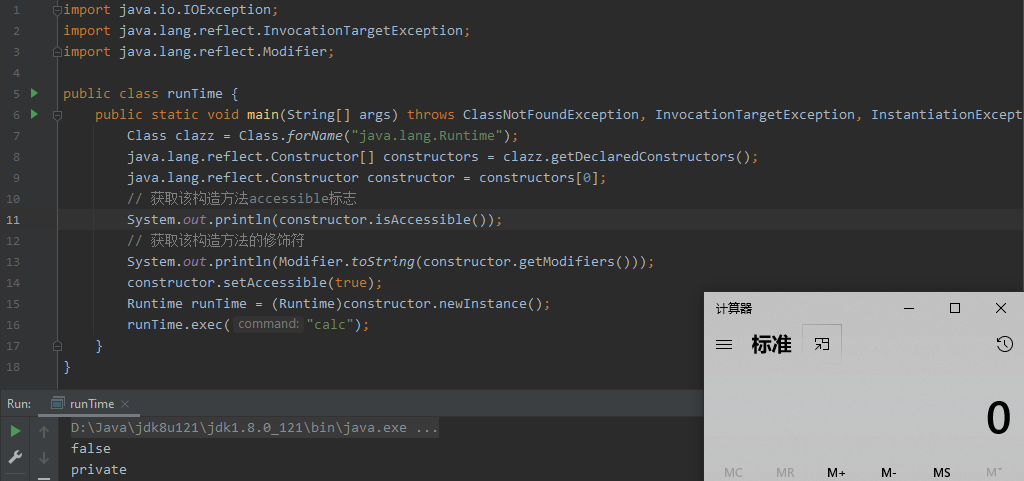 1 import java.io.IOException;
2 import java.lang.reflect.InvocationTargetException;
3 import java.lang.reflect.Modifier;
4
5 public class runTime {
6 public static void main(String[] args) throws ClassNotFoundException, InvocationTargetException, InstantiationExcept
7 Class clazz = Class.forName("java.lang.Runtime");
8 java.lang.reflect.Constructor[] constructors = clazz.getDeclaredConstructors();
9 java.lang.reflect.Constructor constructor = constructors[0];
10 // 获取该构造方法accessible标志
11 System.out.println(constructor.isAccessible());
12 // 获取该构造方法的修饰符
13 System.out.println(Modifier.toString(constructor.getModifiers()));
14 constructor.setAccessible(true);
15 Runtime runTime = (Runtime)constructor.newInstance();
16 runTime.exec( command: "calc");
17 }
18 }
计算器
标准
0
MC MR M+ M- MS M˅
Run: runTime
D:\Java\jdk8u121\jdk1.8.0_121\bin\java.exe ...
false
private